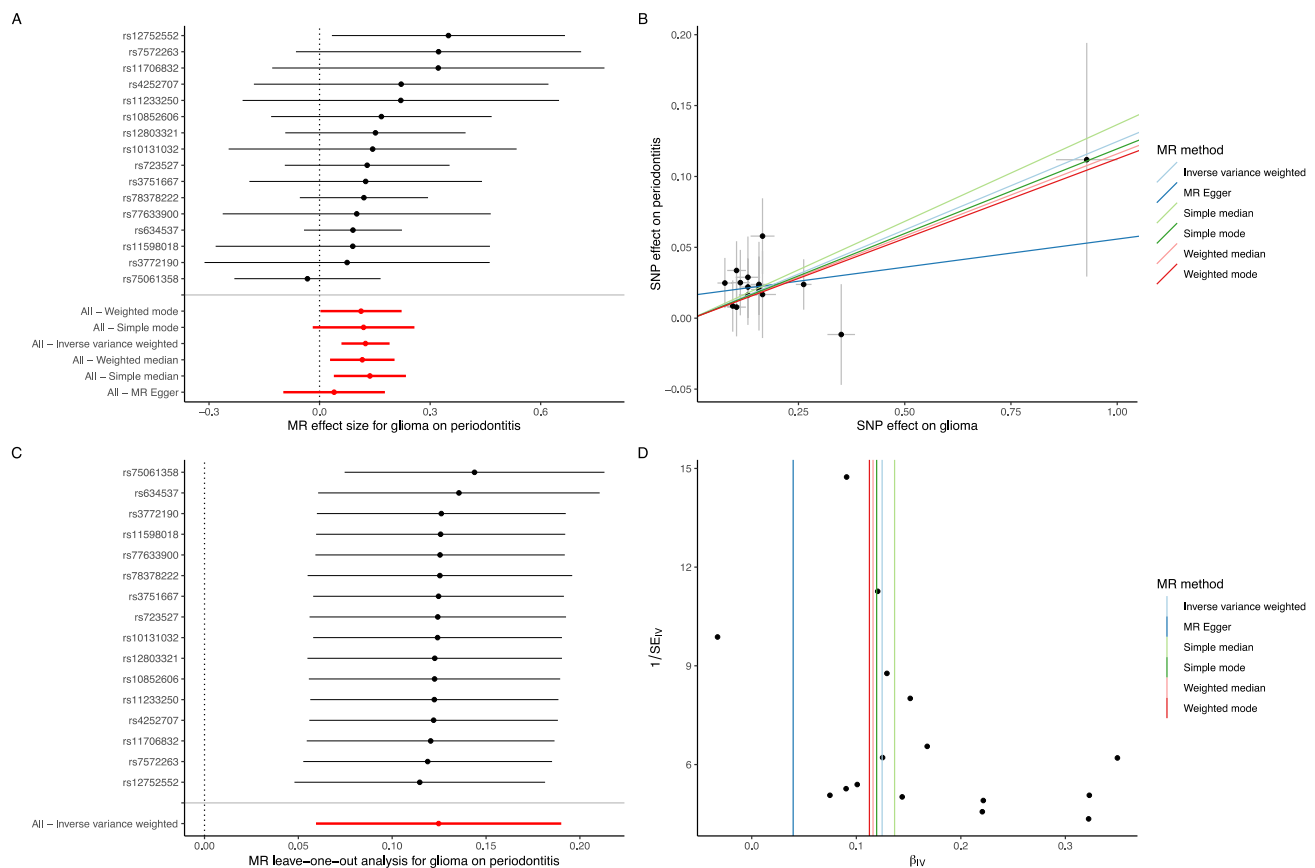 A
rs12752552
rs7572263
rs11706832
rs4252707
rs11233250
rs10852606
rs12803321
rs10131032
rs723527
rs3751667
rs78378222
rs77633900
rs634537
rs11598018
rs3772190
rs75061358
All − Weighted mode
All − Simple mode
All − Inverse variance weighted
All − Weighted median
All − Simple median
All − MR Egger
−0.3 0.0 0.3 0.6
MR effect size for glioma on periodontitis
B
SNP effect on periodontitis
0.20
0.15
0.10
0.05
0.00
−0.05
0.25 0.50 0.75 1.00
SNP effect on glioma
MR method
Inverse variance weighted
MR Egger
Simple median
Simple mode
Weighted median
Weighted mode
C
rs75061358
rs634537
rs3772190
rs11598018
rs77633900
rs78378222
rs3751667
rs723527
rs10131032
rs12803321
rs10852606
rs11233250
rs4252707
rs11706832
rs7572263
rs12752552
All − Inverse variance weighted
0.00 0.05 0.10 0.15 0.20
MR leave−one−out analysis for glioma on periodontitis
D
1/SE_IV
15
12
9
6
0.0 0.1 0.2 0.3
β_IV
MR method
Inverse variance weighted
MR Egger
Simple median
Simple mode
Weighted median
Weighted mode